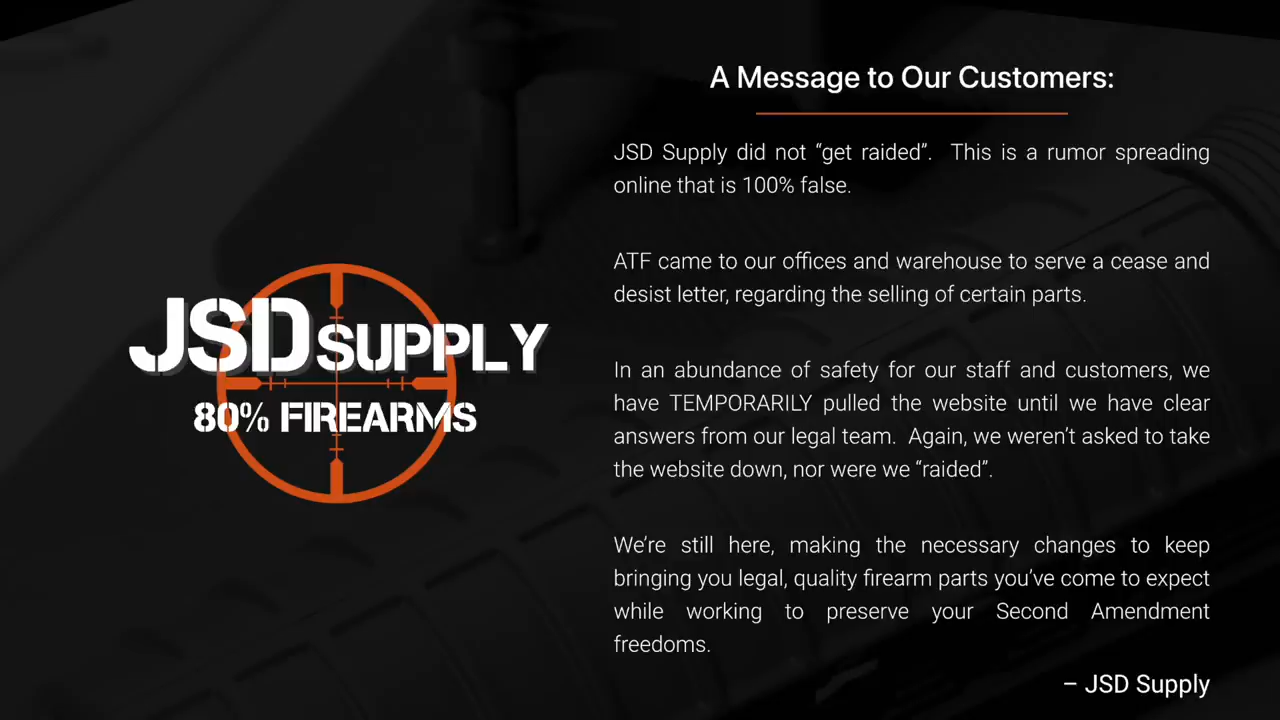 JSD SUPPLY
80% FIREARMS
A Message to Our Customers:
JSD Supply did not “get raided”. This is a rumor spreading
online that is 100% false.
ATF came to our offices and warehouse to serve a cease and
desist letter, regarding the selling of certain parts.
In an abundance of safety for our staff and customers, we
have TEMPORARILY pulled the website until we have clear
answers from our legal team. Again, we weren’t asked to take
the website down, nor were we “raided”.
We’re still here, making the necessary changes to keep
bringing you legal, quality firearm parts you’ve come to expect
while working to preserve your Second Amendment
freedoms.
– JSD Supply